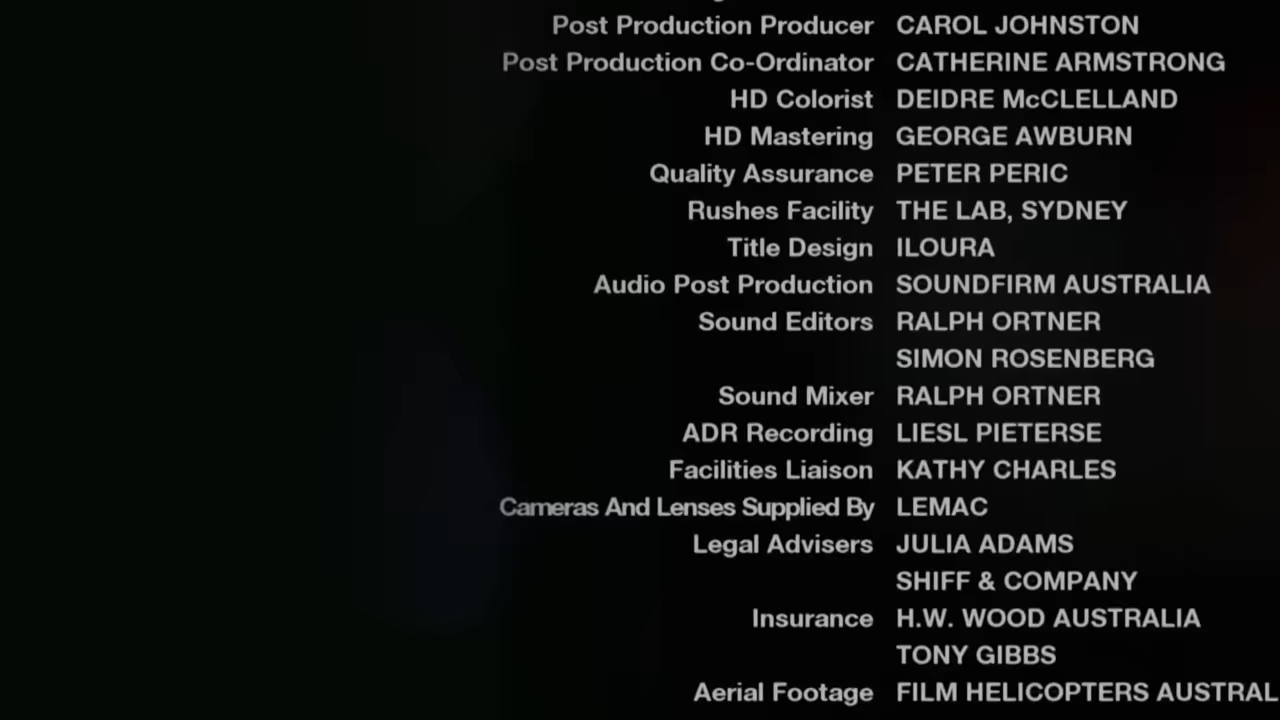 Post Production Producer CAROL JOHNSTON
Post Production Co-Ordinator CATHERINE ARMSTRONG
HD Colorist DEIDRE McCLELLAND
HD Mastering GEORGE AWBURN
Quality Assurance PETER PERIC
Rushes Facility THE LAB, SYDNEY
Title Design ILOURA
Audio Post Production SOUNDFIRM AUSTRALIA
Sound Editors RALPH ORTNER
SIMON ROSENBERG
Sound Mixer RALPH ORTNER
ADR Recording LIESL PIETERSE
Facilities Liaison KATHY CHARLES
Cameras And Lenses Supplied By LEMAC
Legal Advisers JULIA ADAMS
SHIFF & COMPANY
Insurance H.W. WOOD AUSTRALIA
TONY GIBBS
Aerial Footage FILM HELICOPTERS AUSTRAL